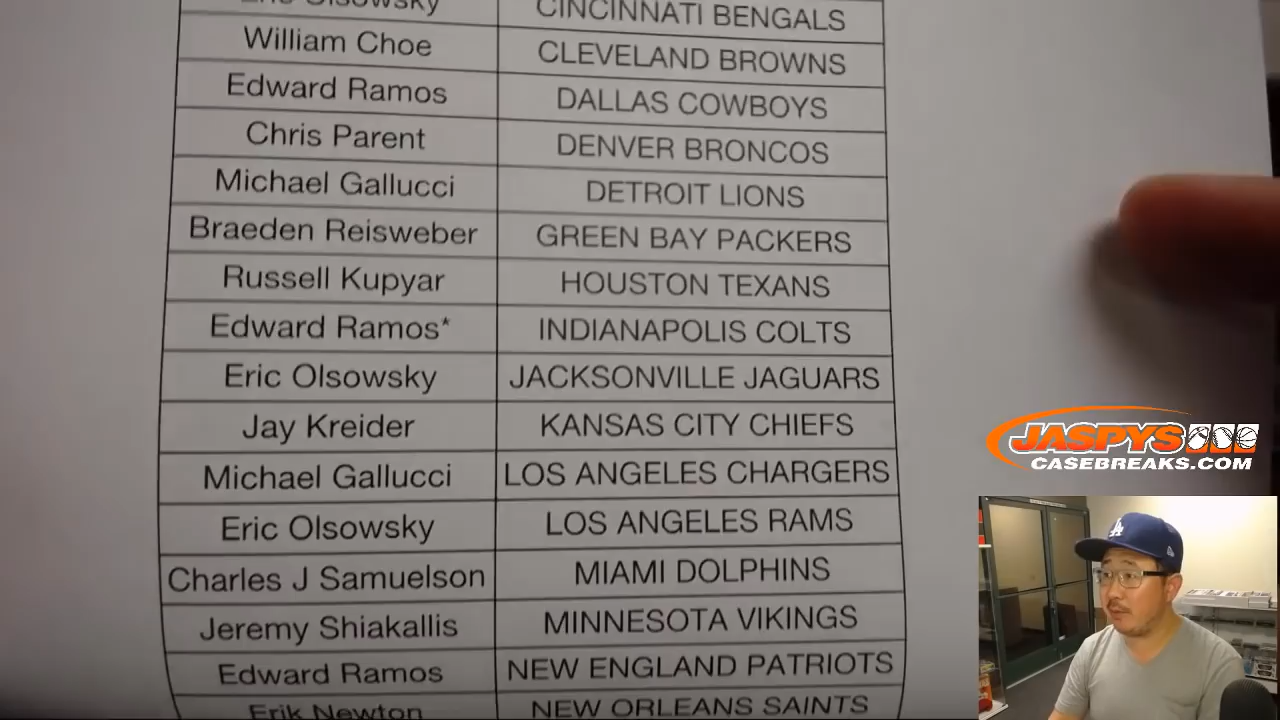 Eric Olsowsky CINCINNATI BENGALS
William Choe CLEVELAND BROWNS
Edward Ramos DALLAS COWBOYS
Chris Parent DENVER BRONCOS
Michael Gallucci DETROIT LIONS
Braeden Reisweber GREEN BAY PACKERS
Russell Kupyar HOUSTON TEXANS
Edward Ramos* INDIANAPOLIS COLTS
Eric Olsowsky JACKSONVILLE JAGUARS
Jay Kreider KANSAS CITY CHIEFS
Michael Gallucci LOS ANGELES CHARGERS
Eric Olsowsky LOS ANGELES RAMS
Charles J Samuelson MIAMI DOLPHINS
Jeremy Shiakallis MINNESOTA VIKINGS
Edward Ramos NEW ENGLAND PATRIOTS
Erik Newton NEW ORLEANS SAINTS
JASPYS
CASEBREAKS.COM
LA